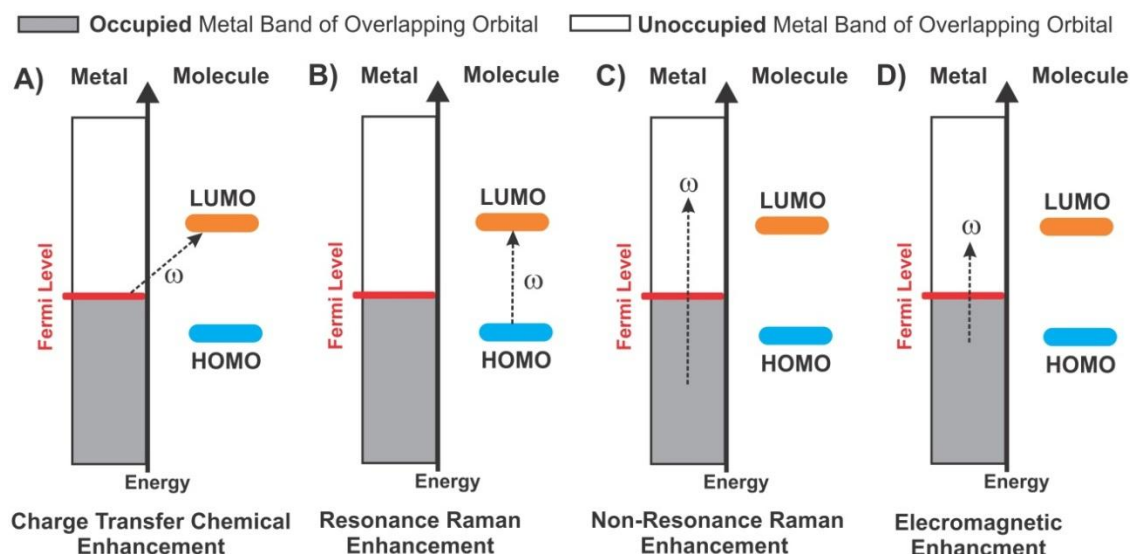 Occupied Metal Band of Overlapping Orbital
Unoccupied Metal Band of Overlapping Orbital
A) Metal Molecule
LUMO
ω
Fermi Level
HOMO
Energy
Charge Transfer Chemical
Enhancement
B) Metal Molecule
LUMO
ω
Fermi Level
HOMO
Energy
Resonance Raman
Enhancement
C) Metal Molecule
ω
LUMO
Fermi Level
HOMO
Energy
Non-Resonance Raman
Enhancement
D) Metal Molecule
LUMO
ω
Fermi Level
HOMO
Energy
Elecromagnetic
Enhancement